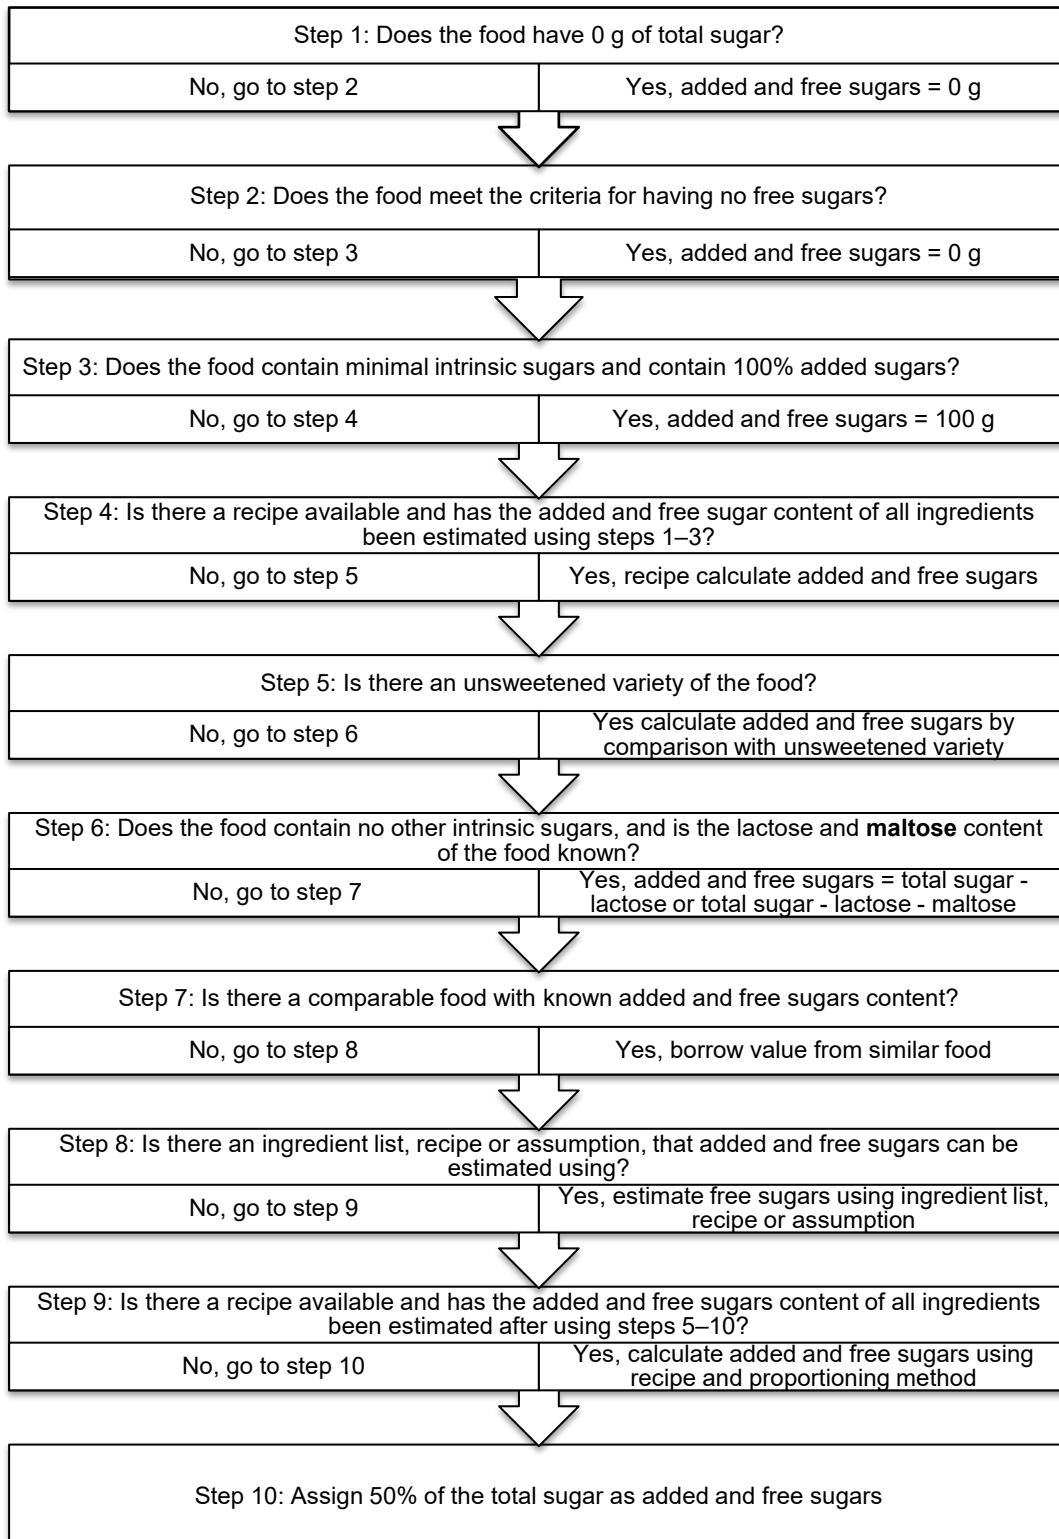 Step 1: Does the food have 0 g of total sugar?
No, go to step 2
Yes, added and free sugars = 0 g
Step 2: Does the food meet the criteria for having no free sugars?
No, go to step 3
Yes, added and free sugars = 0 g
Step 3: Does the food contain minimal intrinsic sugars and contain 100% added sugars?
No, go to step 4
Yes, added and free sugars = 100 g
Step 4: Is there a recipe available and has the added and free sugar content of all ingredients
been estimated using steps 1–3?
No, go to step 5
Yes, recipe calculate added and free sugars
Step 5: Is there an unsweetened variety of the food?
No, go to step 6
Yes calculate added and free sugars by
comparison with unsweetened variety
Step 6: Does the food contain no other intrinsic sugars, and is the lactose and maltose content
of the food known?
No, go to step 7
Yes, added and free sugars = total sugar -
lactose or total sugar - lactose - maltose
Step 7: Is there a comparable food with known added and free sugars content?
No, go to step 8
Yes, borrow value from similar food
Step 8: Is there an ingredient list, recipe or assumption, that added and free sugars can be
estimated using?
No, go to step 9
Yes, estimate free sugars using ingredient list,
recipe or assumption
Step 9: Is there a recipe available and has the added and free sugars content of all ingredients
been estimated after using steps 5–10?
No, go to step 10
Yes, calculate added and free sugars using
recipe and proportioning method
Step 10: Assign 50% of the total sugar as added and free sugars